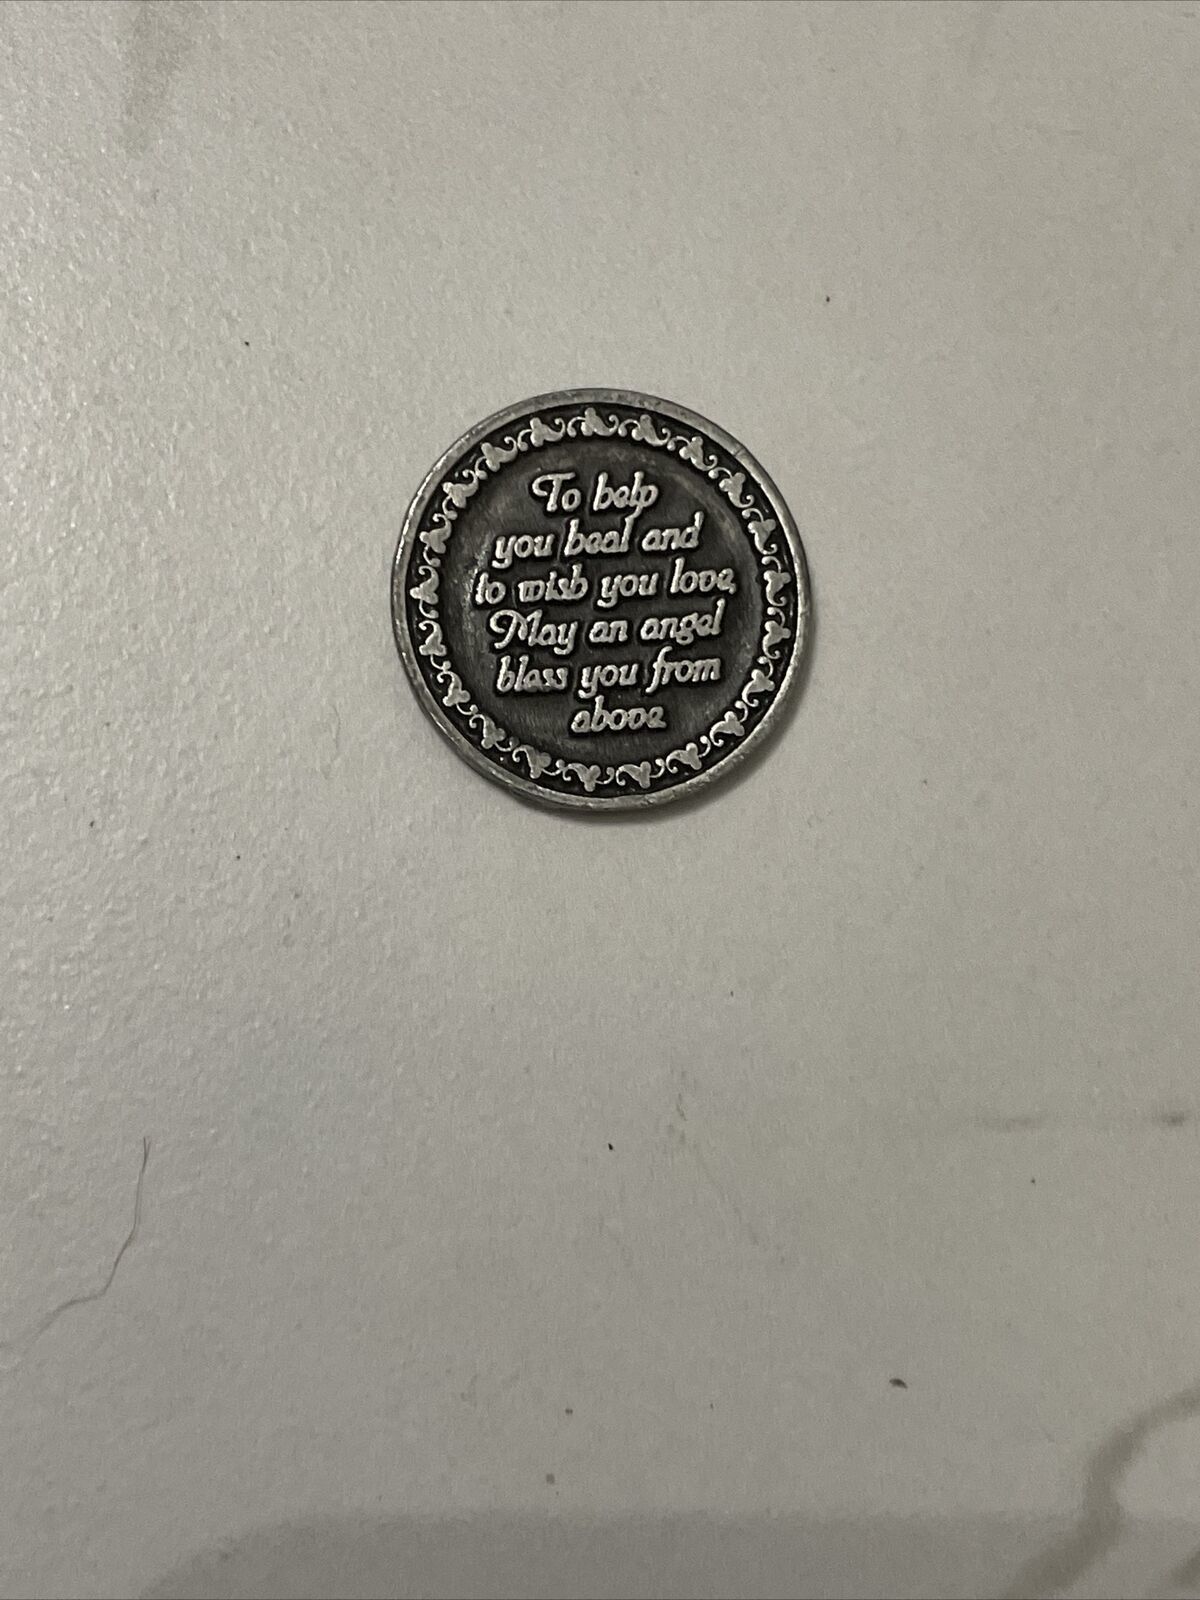 To help
you heal and
to wish you love,
May an angel
bless you from
above